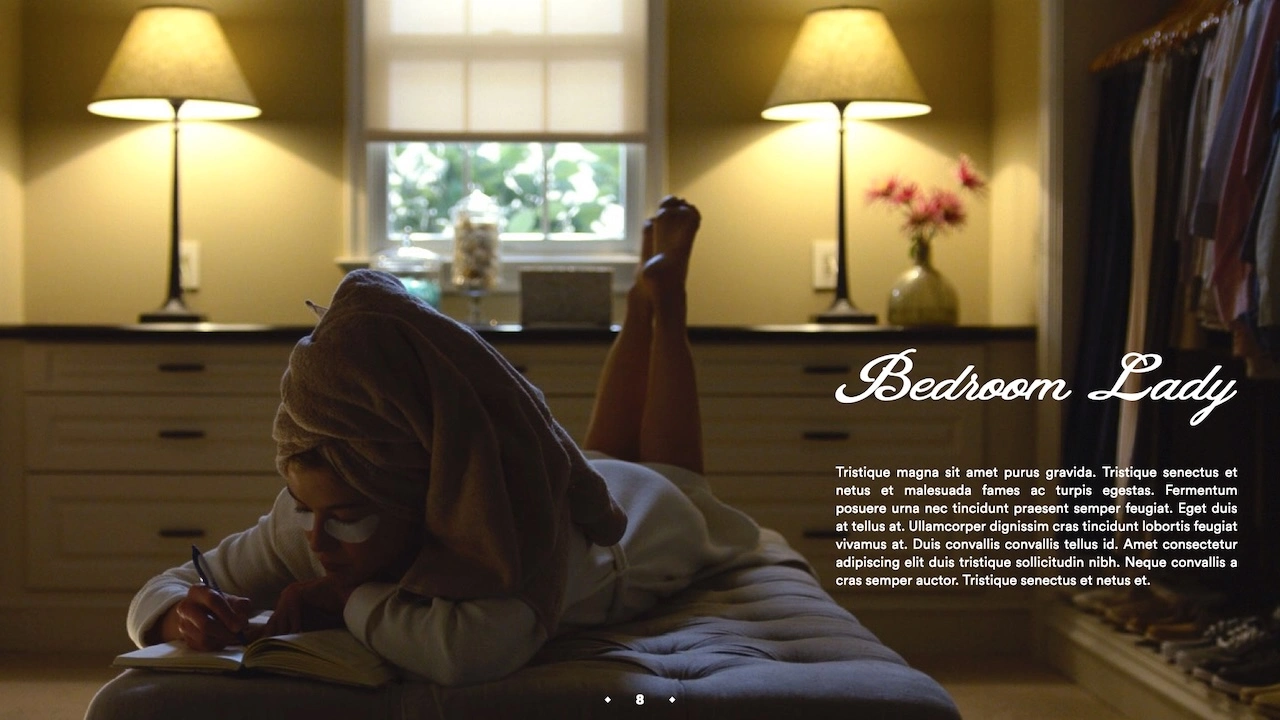 Bedroom Lady
Tristique magna sit amet purus gravida. Tristique senectus et
netus et malesuada fames ac turpis egestas. Fermentum
posuere urna nec tincidunt praesent semper feugiat. Eget duis
at tellus at. Ullamcorper dignissim cras tincidunt lobortis feugiat
vivamus at. Duis convallis convallis tellus id. Amet consectetur
adipiscing elit duis tristique sollicitudin nibh. Neque convallis a
cras semper auctor. Tristique senectus et netus et.
8